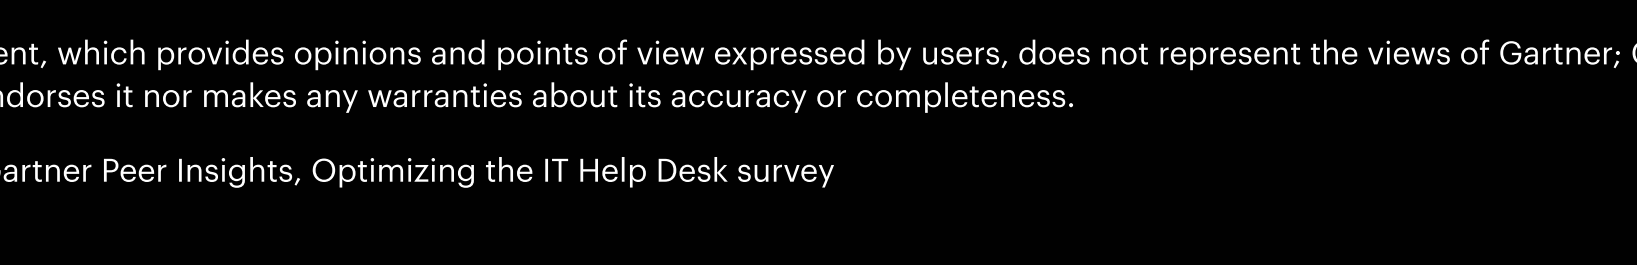 ent, which provides opinions and points of view expressed by users, does not represent the views of Gartner;
ndorses it nor makes any warranties about its accuracy or completeness.
artner Peer Insights, Optimizing the IT Help Desk survey